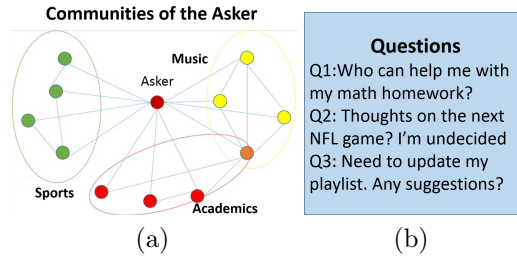 Communities of the Asker
Music
Asker
Sports
Academics
(a)
Questions
Q1:Who can help me with
my math homework?
Q2: Thoughts on the next
NFL game? I'm undecided
Q3: Need to update my
playlist. Any suggestions?
(b)